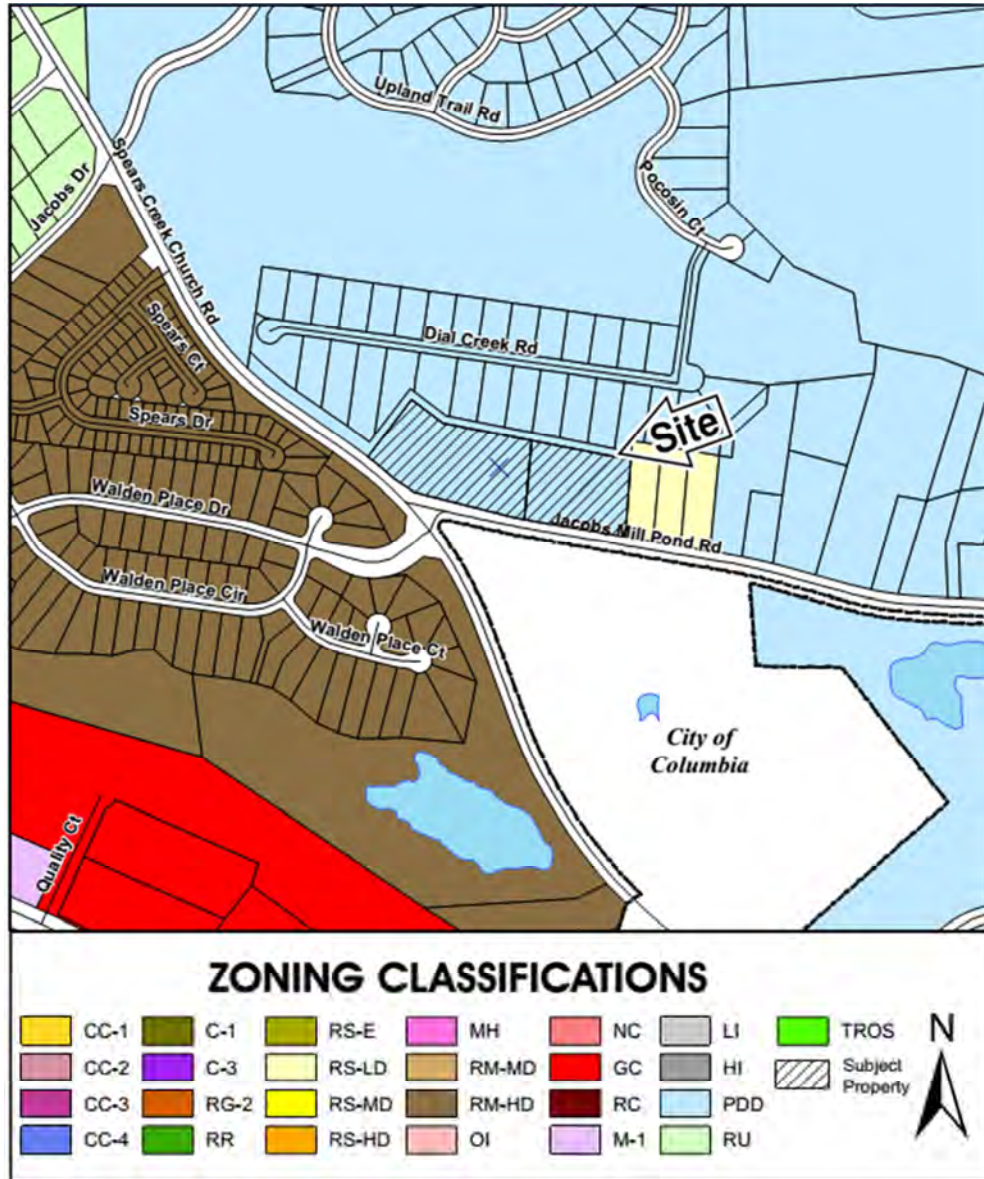 Upland Trail Rd
Pocosin Ct
Spears Creek Church Rd
Jacobs Dr
Dial Creek Rd
Spears Ct
Spears Dr
Site
Walden Place Dr
Jacobs Mill Pond Rd
Walden Place Cir
Walden Place Ct
City of
Columbia
Quality Ct
ZONING CLASSIFICATIONS
CC-1 C-1 RS-E MH NC LI TROS
CC-2 C-3 RS-LD RM-MD GC HI Subject
Property
CC-3 RG-2 RS-MD RM-HD RC PDD
CC-4 RR RS-HD OI M-1 RU
N